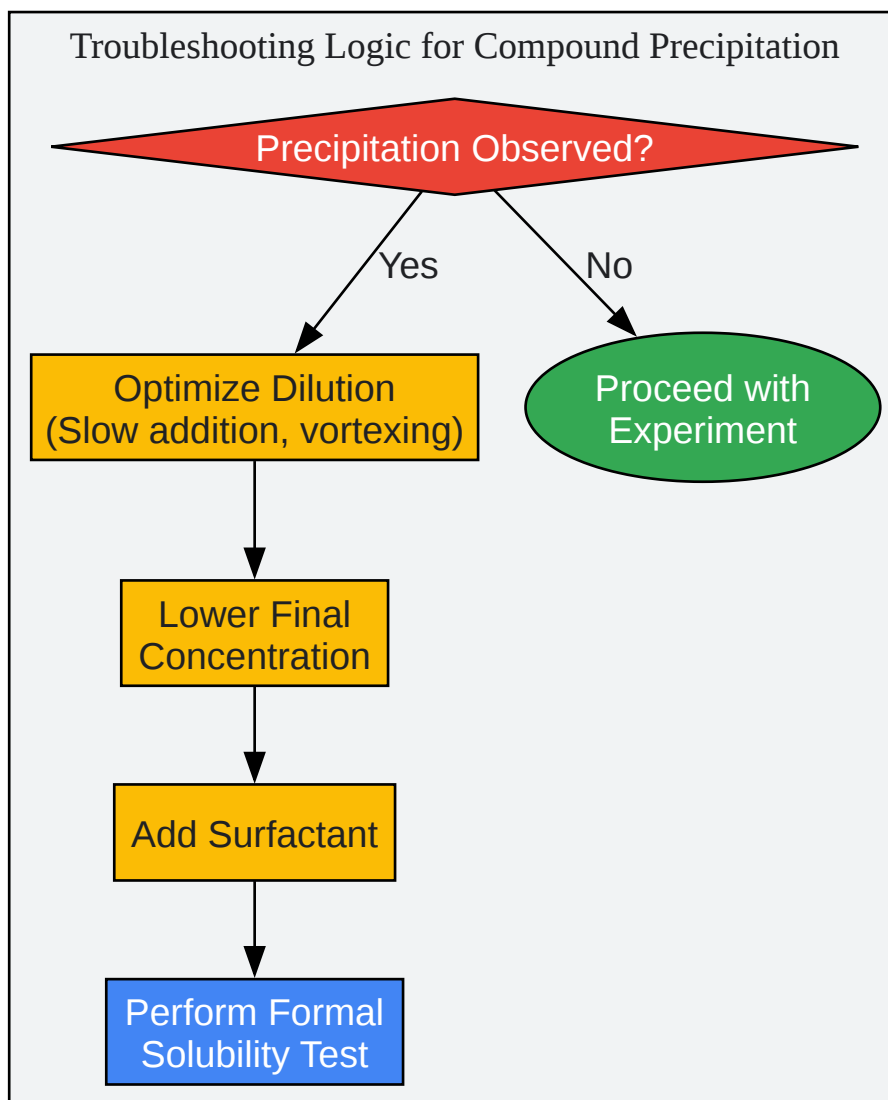 Troubleshooting Logic for Compound Precipitation
Precipitation Observed?
Yes
No
Optimize Dilution
(Slow addition, vortexing)
Proceed with
Experiment
Lower Final
Concentration
Add Surfactant
Perform Formal
Solubility Test